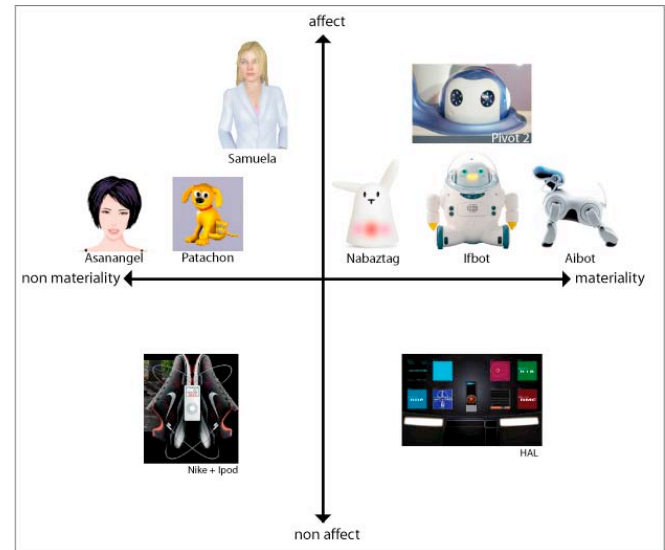 affect
Pivot 2
Samuela
Asanangel Patachon Nabaztag Ifbot Aibot
non materiality materiality
Nike + Ipod
HAL
non affect